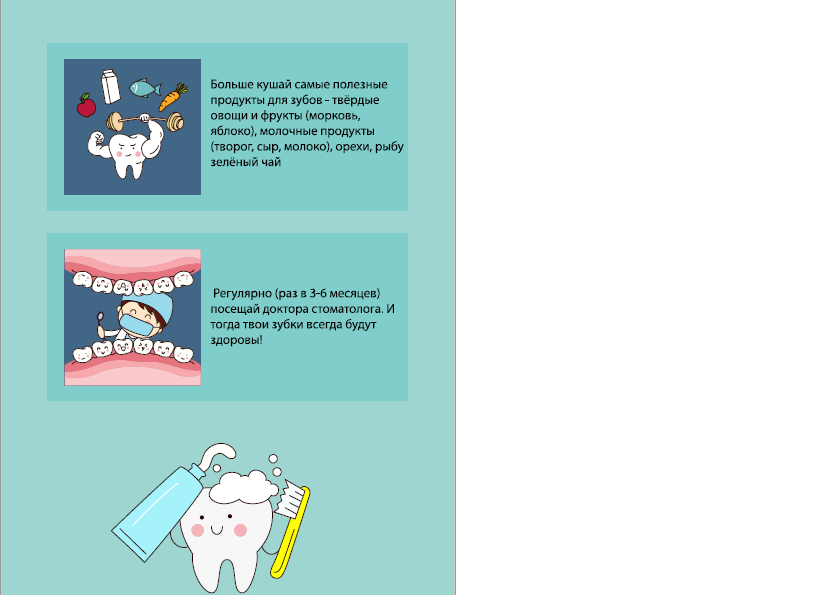 Больше кушай самые полезные
продукты для зубов - твёрдые
овощи и фрукты (морковь,
яблоко), молочные продукты
(творог, сыр, молоко), орехи, рыбу
зелёный чай
Регулярно (раз в 3-6 месяцев)
посещай доктора стоматолога. И
тогда твои зубки всегда будут
здоровы!